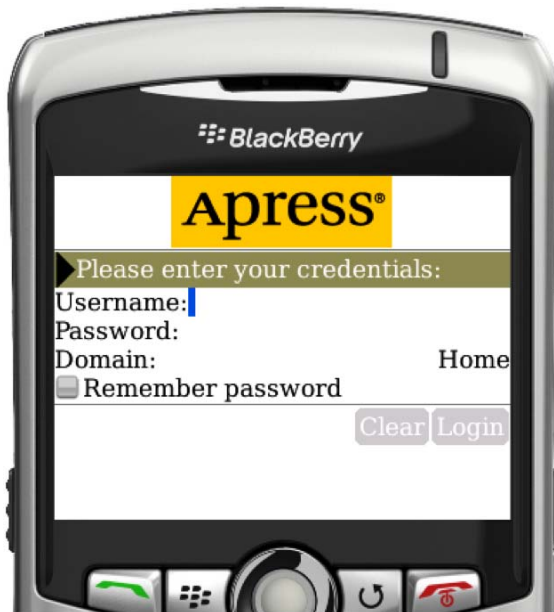 BlackBerry
Apress®
Please enter your credentials:
Username:
Password:
Domain: Home
Remember password
Clear Login